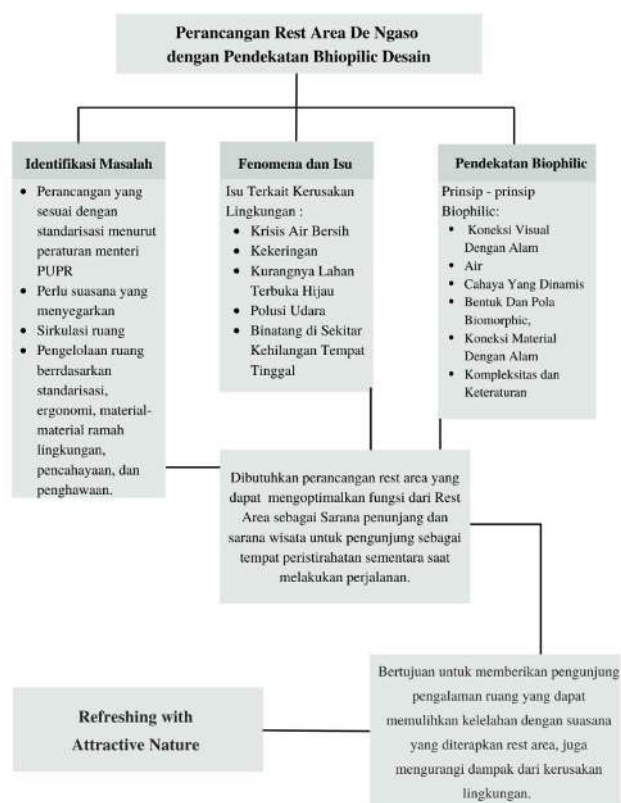 Perancangan Rest Area De Ngaso
dengan Pendekatan Bhiopilic Desain
Identifikasi Masalah
• Perancangan yang
sesuai dengan
standarisasi menurut
peraturan menteri
PUPR
• Perlu suasana yang
menyegarkan
• Sirkulasi ruang
• Pengelolaan ruang
berrdasarkan
standarisasi,
ergonomi, material-
material ramah
lingkungan,
pencahayaan, dan
penghawaan.
Fenomena dan Isu
Isu Terkait Kerusakan
Lingkungan :
• Krisis Air Bersih
• Kekeringan
• Kurangnya Lahan
Terbuka Hijau
• Polusi Udara
• Binatang di Sekitar
Kehilangan Tempat
Tinggal
Pendekatan Biophilic
Prinsip - prinsip
Biophilic:
• Koneksi Visual
Dengan Alam
• Air
• Cahaya Yang Dinamis
• Bentuk Dan Pola
Biomorphic,
• Koneksi Material
Dengan Alam
• Kompleksitas dan
Keteraturan
Dibutuhkan perancangan rest area yang
dapat mengoptimalkan fungsi dari Rest
Area sebagai Sarana penunjang dan
sarana wisata untuk pengunjung sebagai
tempat peristirahatan sementara saat
melakukan perjalanan.
Bertujuan untuk memberikan pengunjung
pengalaman ruang yang dapat
memulihkan kelelahan dengan suasana
yang diterapkan rest area, juga
mengurangi dampak dari kerusakan
lingkungan.
Refreshing with
Attractive Nature